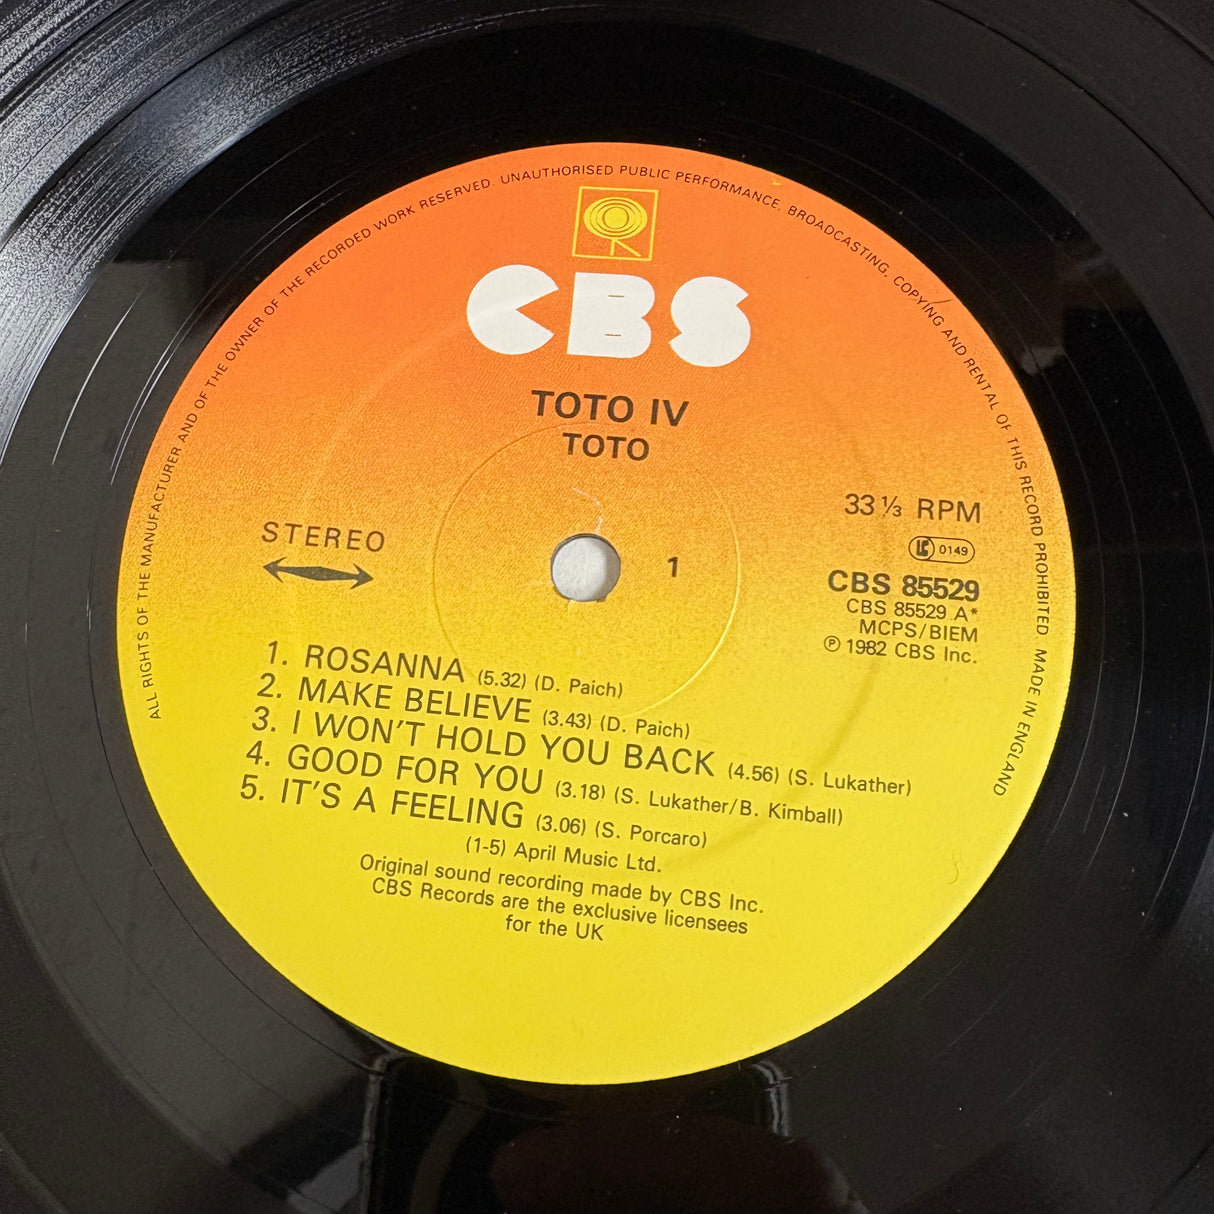 ALL RIGHTS OF THE MANUFACTURER AND OF THE OWNER OF THE RECORDED WORK RESERVED. UNAUTHORISED PUBLIC PERFORMANCE, BROADCASTING, COPYING AND RENTAL OF THIS RECORD PROHIBITED. MADE IN ENGLAND
CBS
TOTO IV
TOTO
STEREO
1
33 ⅓ RPM
LC 0149
CBS 85529
CBS 85529 A*
MCPS/BIEM
℗ 1982 CBS Inc.
1. ROSANNA (5.32) (D. Paich)
2. MAKE BELIEVE (3.43) (D. Paich)
3. I WON'T HOLD YOU BACK (4.56) (S. Lukather)
4. GOOD FOR YOU (3.18) (S. Lukather/B. Kimball)
5. IT'S A FEELING (3.06) (S. Porcaro)
(1-5) April Music Ltd.
Original sound recording made by CBS Inc.
CBS Records are the exclusive licensees
for the UK